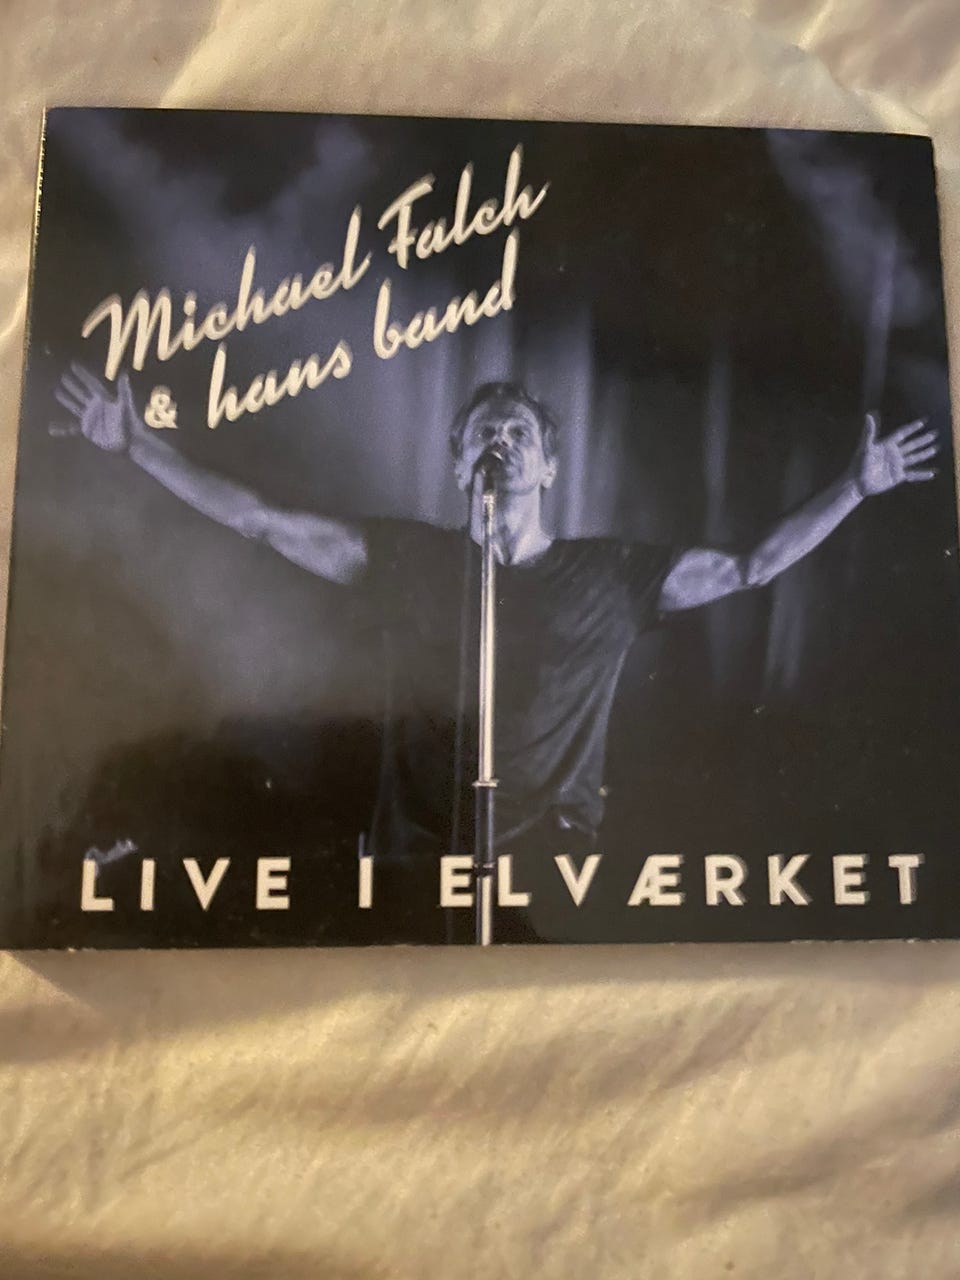 Michael Falch
& hans band
LIVE I ELVÆRKET